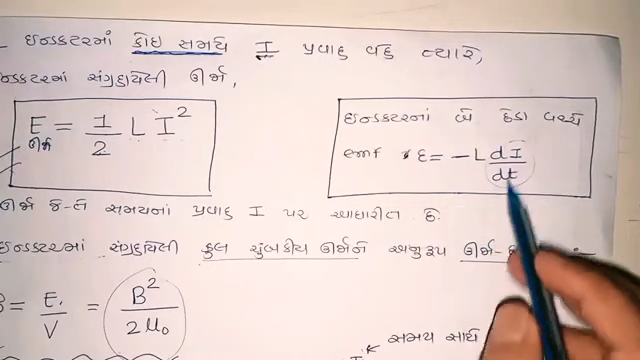 ઇન્ડક્ટરમાં કોઇ સમયે I પ્રવાહ વહે ત્યારે,
ઇન્ડક્ટરમાં સંગ્રહાયેલી ઊર્જા,
E = 1/2 L I²
ઊર્જા
ઇન્ડક્ટરનાં બે છેડા વચ્ચે
emf ε = -L dI/dt
ઊર્જા જે-તે સમયનાં પ્રવાહ I પર આધારીત છે.
ઇન્ડક્ટરમાં સંગ્રહાયેલી કુલ ચુંબકીય ઊર્જાને અનુરૂપ ઊર્જા-
= E/V = B²/2μ₀
સમય સાથે